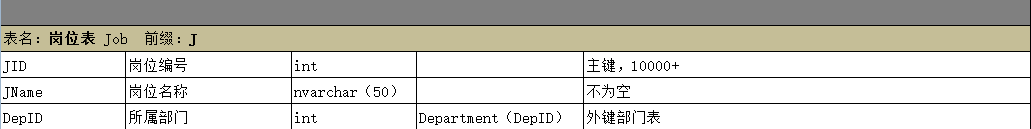 表名：岗位表 Job 前缀：J
JID 岗位编号 int 主键，10000+
JName 岗位名称 nvarchar（50） 不为空
DepID 所属部门 int Department（DepID） 外键部门表